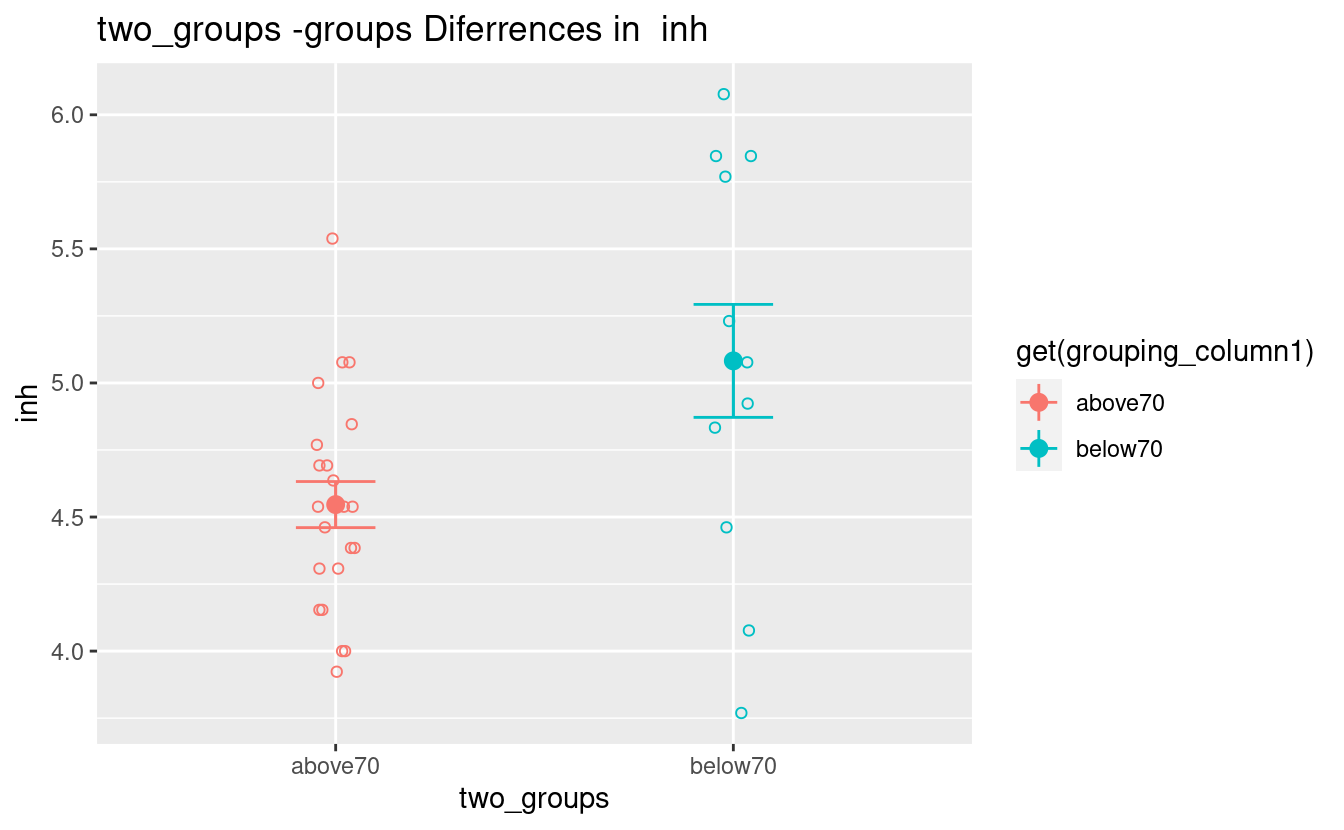 two_groups -groups Diferrences in  inh
6.0
5.5
5.0
4.5
4.0
inh
above70
below70
two_groups
get(grouping_column1)
above70
below70